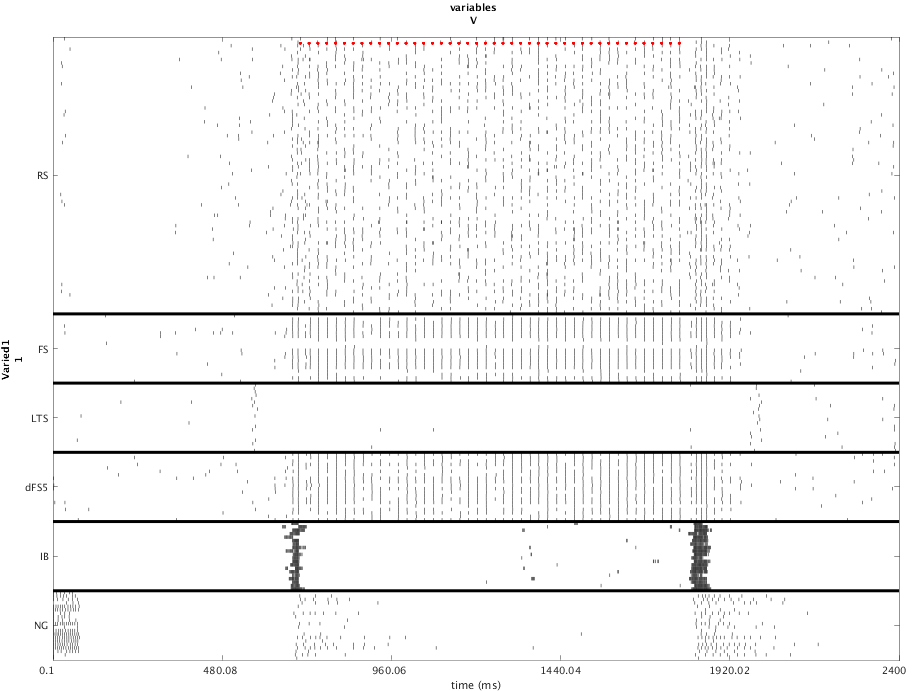 variables
V
RS
FS
LTS
dFS5
IB
NG
Varied1
1
0.1
480.08
960.06
1440.04
1920.02
2400
time (ms)